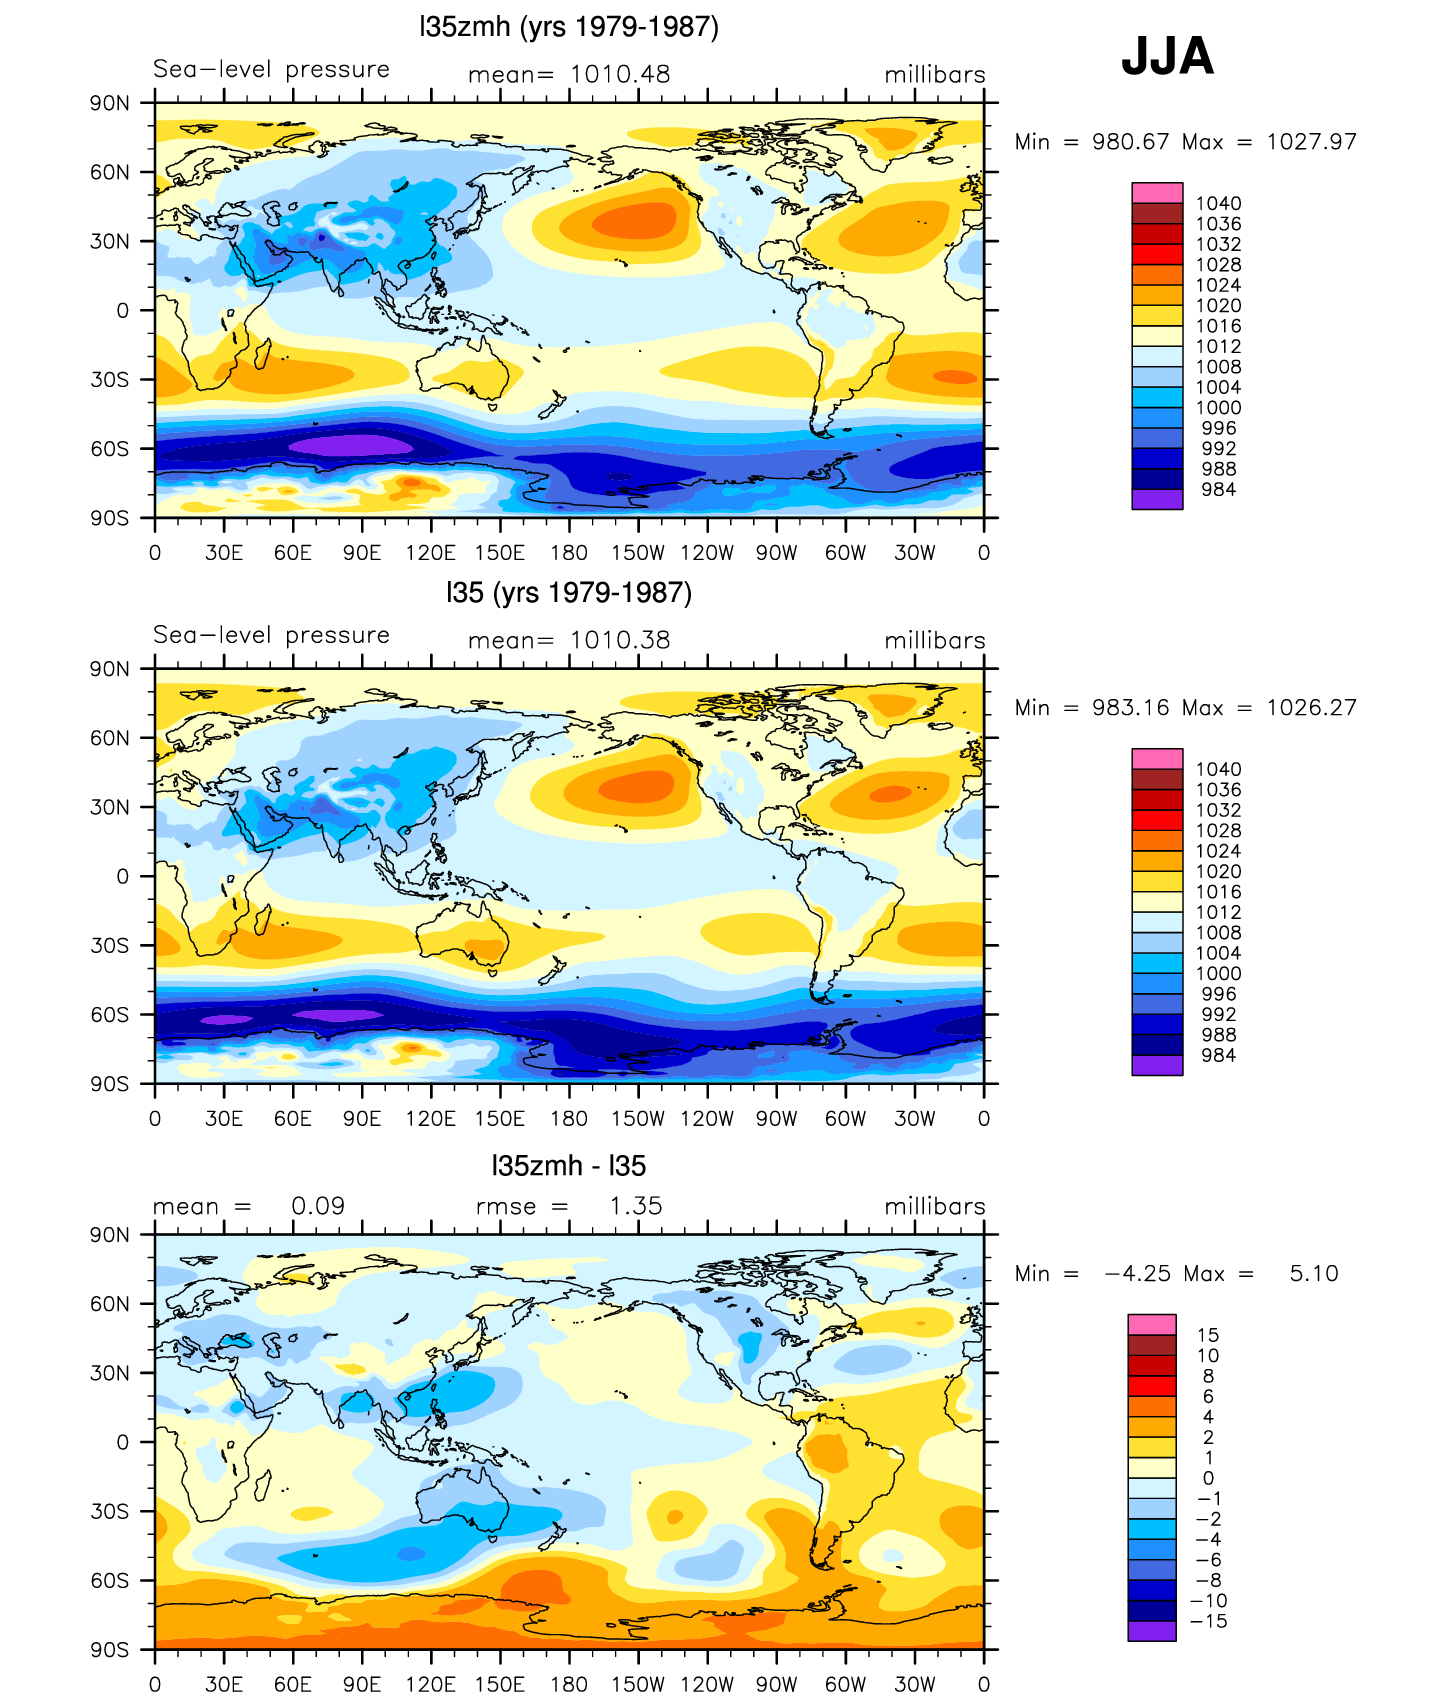 l35zmh (yrs 1979-1987)
JJA
Sea-level pressure mean= 1010.48 millibars
Min = 980.67 Max = 1027.97
90N
60N
30N
0
30S
60S
90S
0 30E 60E 90E 120E 150E 180 150W 120W 90W 60W 30W 0
1040
1036
1032
1028
1024
1020
1016
1012
1008
1004
1000
996
992
988
984
l35 (yrs 1979-1987)
Sea-level pressure mean= 1010.38 millibars
Min = 983.16 Max = 1026.27
90N
60N
30N
0
30S
60S
90S
0 30E 60E 90E 120E 150E 180 150W 120W 90W 60W 30W 0
1040
1036
1032
1028
1024
1020
1016
1012
1008
1004
1000
996
992
988
984
l35zmh - l35
mean = 0.09 rmse = 1.35 millibars
Min = -4.25 Max = 5.10
90N
60N
30N
0
30S
60S
90S
0 30E 60E 90E 120E 150E 180 150W 120W 90W 60W 30W 0
15
10
8
6
4
2
1
0
-1
-2
-4
-6
-8
-10
-15